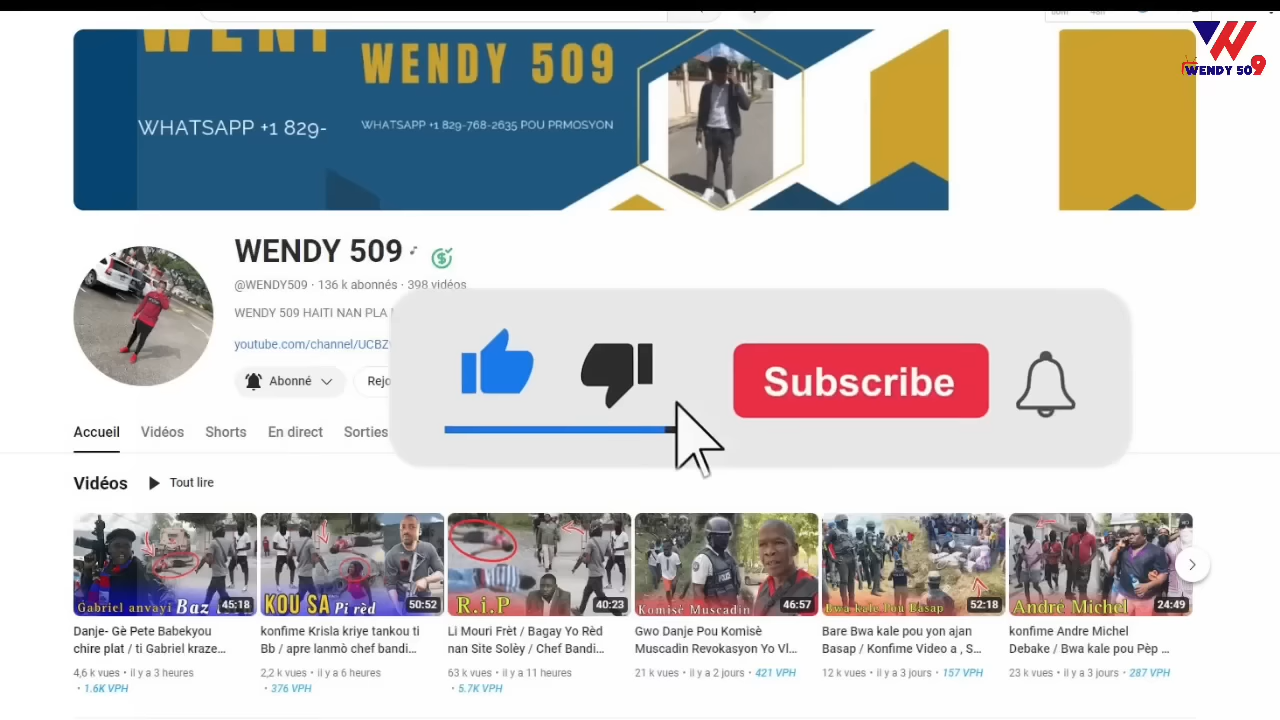 WENDY 509
WENDY 509
WHATSAPP +1 829-
WHATSAPP +1 829-768-2635 POU PRMOSYON
WENDY 509
@WENDY509 · 136 k abonnés · 398 vidéos
WENDY 509 HAITI NAN PLA
youtube.com/channel/UCBZ
Abonné
Subscribe
Accueil Vidéos Shorts En direct Sorties
Vidéos Tout lire
Gabriel anvayi Baz 45:18
KOU SA Pi rèd 50:52
R.i.P 40:23
Komisè Muscadin 46:57
Bwa kale pou Basap 52:18
Andre Michel 24:49
Danje- Gè Pete Babekyou
chire plat / ti Gabriel kraze...
4,6 k vues • il y a 3 heures
· 1.6K VPH
konfime Krisla kriye tankou ti
Bb / apre lanmò chef bandi...
2,2 k vues • il y a 6 heures
· 376 VPH
Li Mouri Frèt / Bagay Yo Rèd
nan Site Solèy / Chef Bandi...
63 k vues • il y a 11 heures
· 5.7K VPH
Gwo Danje Pou Komisè
Muscadin Revokasyon Yo Vl...
21 k vues • il y a 2 jours · 421 VPH
Bare Bwa kale pou yon ajan
Basap / Konfime Video a , S...
12 k vues • il y a 3 jours · 157 VPH
konfime Andre Michel
Debake / Bwa kale pou Pèp ...
23 k vues • il y a 3 jours · 287 VPH